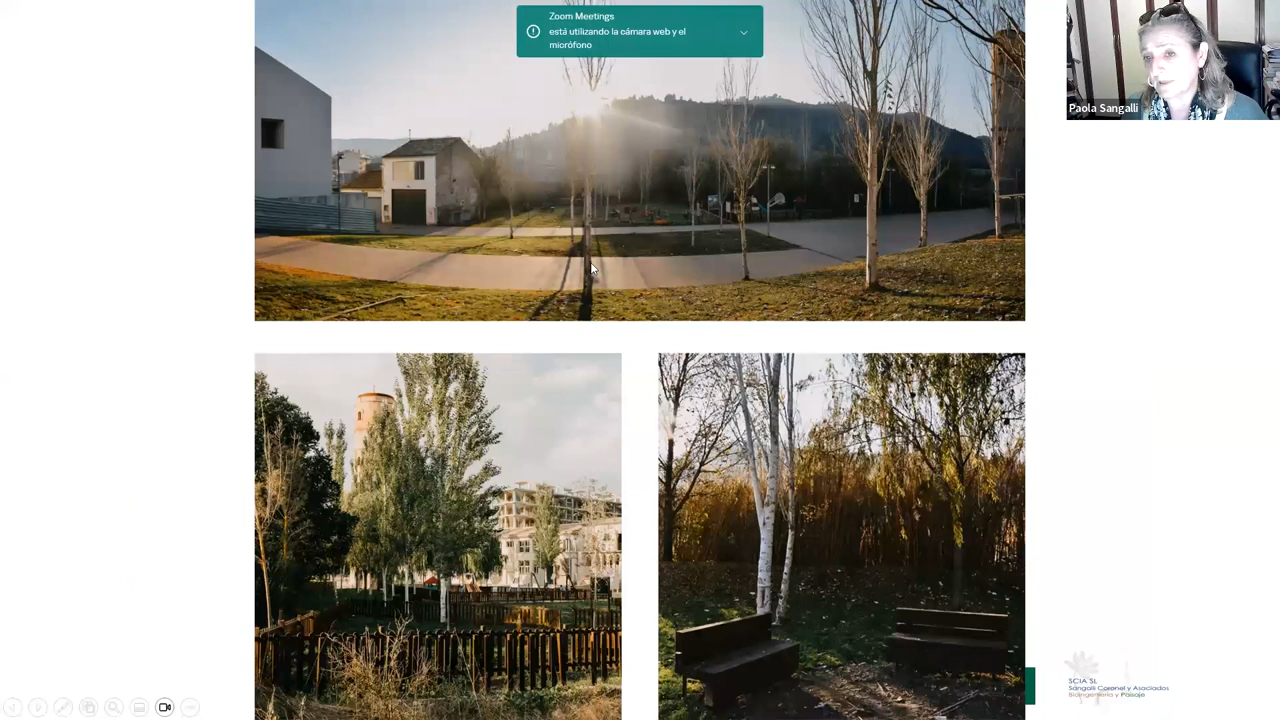 Zoom Meetings
está utilizando la cámara web y el
micrófono
Paola Sangalli
SCIA SL
Sangalli Coronel y Asociados
Bioingeniería y Paisaje